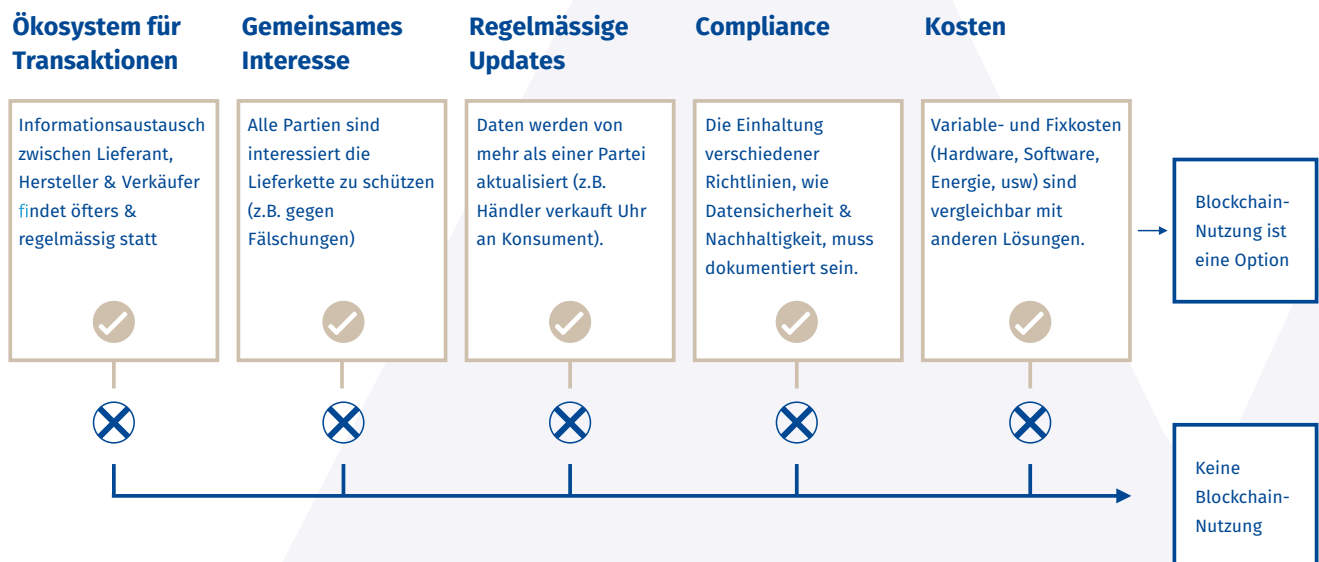 Ökosystem für
Transaktionen
Gemeinsames
Interesse
Regelmässige
Updates
Compliance
Kosten
Informationsaustausch
zwischen Lieferant,
Hersteller & Verkäufer
findet öfters &
regelmässig statt
Alle Partien sind
interessiert die
Lieferkette zu schützen
(z.B. gegen
Fälschungen)
Daten werden von
mehr als einer Partei
aktualisiert (z.B.
Händler verkauft Uhr
an Konsument).
Die Einhaltung
verschiedener
Richtlinien, wie
Datensicherheit &
Nachhaltigkeit, muss
dokumentiert sein.
Variable- und Fixkosten
(Hardware, Software,
Energie, usw) sind
vergleichbar mit
anderen Lösungen.
Blockchain-
Nutzung ist
eine Option
Keine
Blockchain-
Nutzung